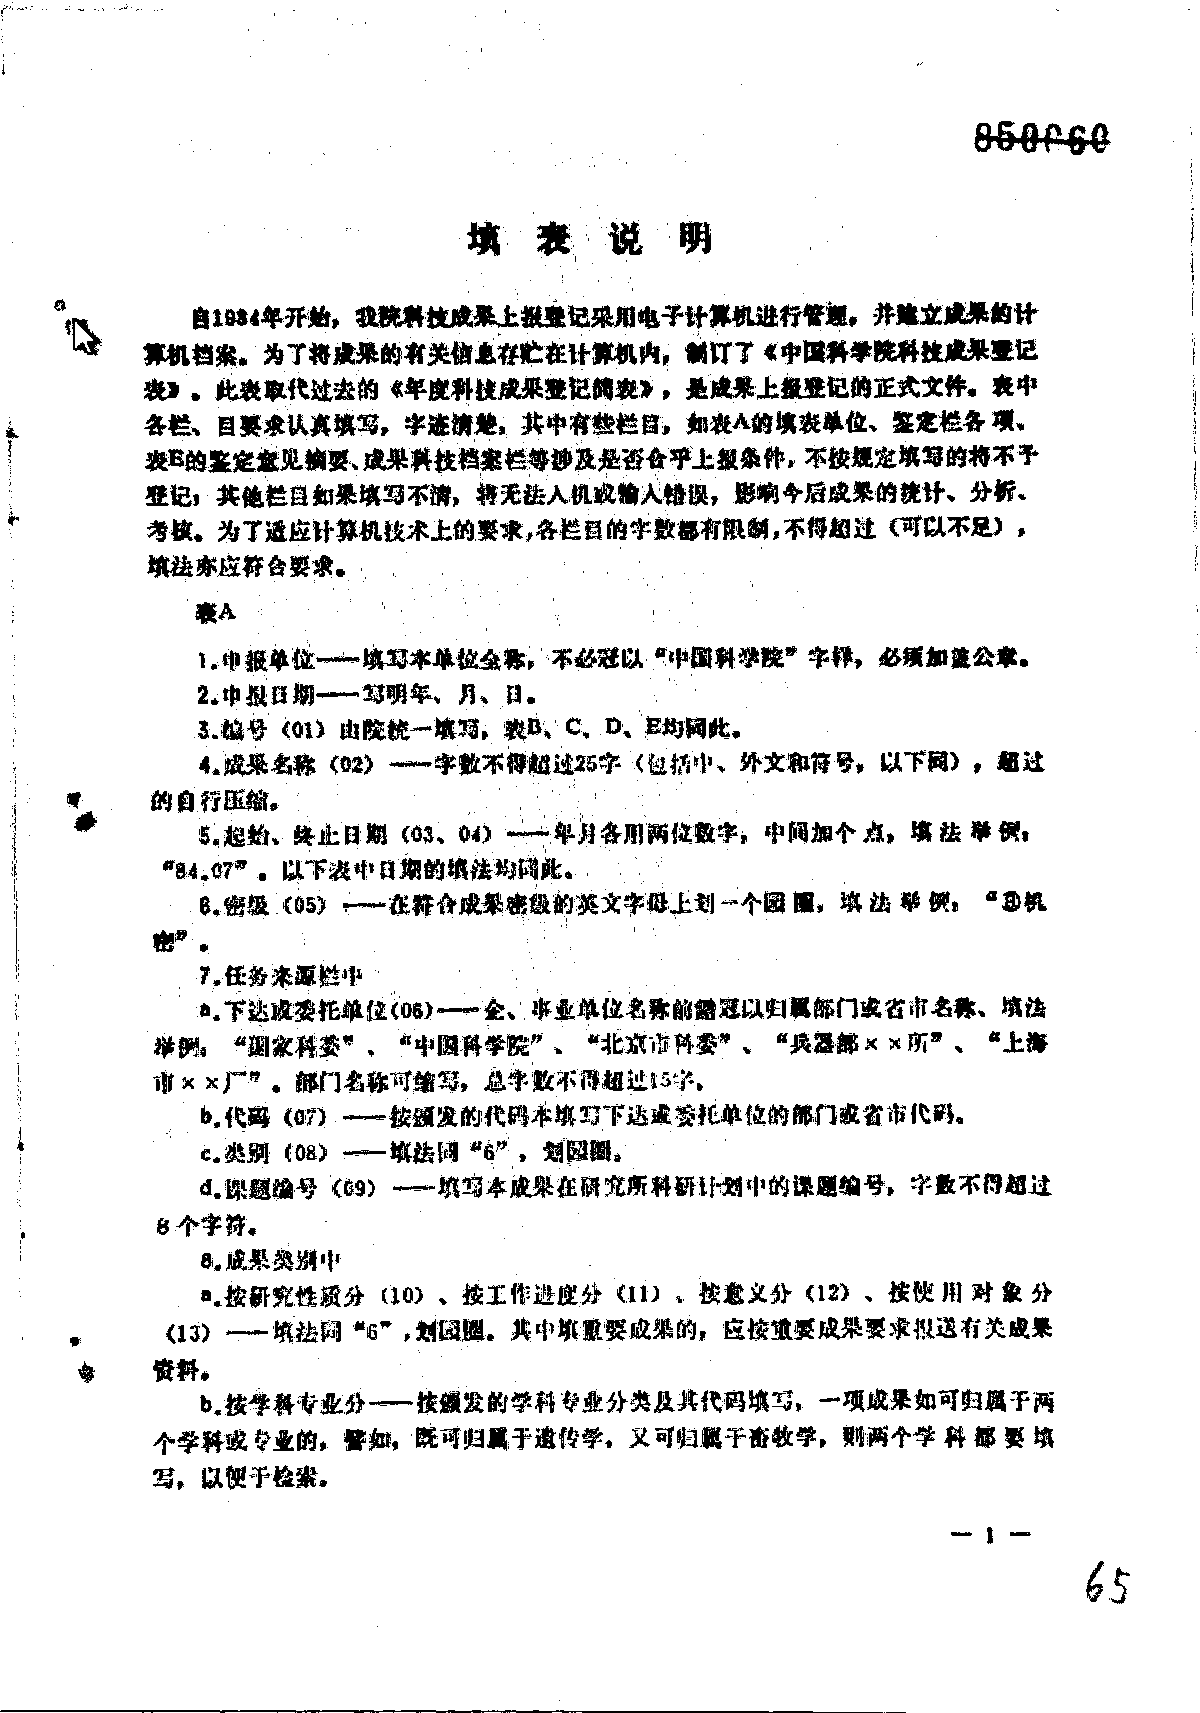 850060
填表说明
自1984年开始，我院科技成果上报登记采用电子计算机进行管理，并建立成果的计
算机档案。为了将成果的有关信息存贮在计算机内，制订了《中国科学院科技成果登记
表》。此表取代过去的《年度科技成果登记简表》，是成果上报登记的正式文件。表中
各栏、目要求认真填写，字迹清楚，其中有些栏目，如表A的填表单位、鉴定栏各项、
表E的鉴定意见摘要、成果科技档案栏等涉及是否合乎上报条件，不按规定填写的将不予
登记；其他栏目如果填写不清，将无法入机或输入错误，影响今后成果的统计、分析、
考核。为了适应计算机技术上的要求，各栏目的字数都有限制，不得超过（可以不足），
填法亦应符合要求。
表A
1.申报单位——填写本单位全称，不必冠以“中国科学院”字样，必须加盖公章。
2.申报日期——写明年、月、日。
3.编号（01）由院统一填写，表B、C、D、E均同此。
4.成果名称（02）——字数不得超过25字（包括中、外文和符号，以下同），超过
的自行压缩。
5.起始、终止日期（03、04）——年月各用两位数字，中间加个点，填法举例：
“84.07”。以下表中日期的填法均同此。
6.密级（05）——在符合成果密级的英文字母上划一个园圈，填法举例：“ 机
密”。
7.任务来源栏中
a.下达或委托单位（06）——企、事业单位名称前需冠以归属部门或省市名称、填法
举例：“国家科委”、“中国科学院”、“北京市科委”、“兵器部××所”、“上海
市××厂”。部门名称可缩写，总字数不得超过15字。
b.代码（07）——按颁发的代码本填写下达或委托单位的部门或省市代码。
c.类别（08）——填法同“6”，划园圈。
d.课题编号（09）——填写本成果在研究所科研计划中的课题编号，字数不得超过
8个字符。
8.成果类别中
a.按研究性质分（10）、按工作进度分（11）、按意义分（12）、按使用对象分
（13）——填法同“6”，划园圈。其中填重要成果的，应按重要成果要求报送有关成果
资料。
b.按学科专业分——按颁发的学科专业分类及其代码填写，一项成果如可归属于两
个学科或专业的，譬如，既可归属于遗传学，又可归属于畜牧学，则两个学科都要填
写，以便于检索。
— 1 —
65